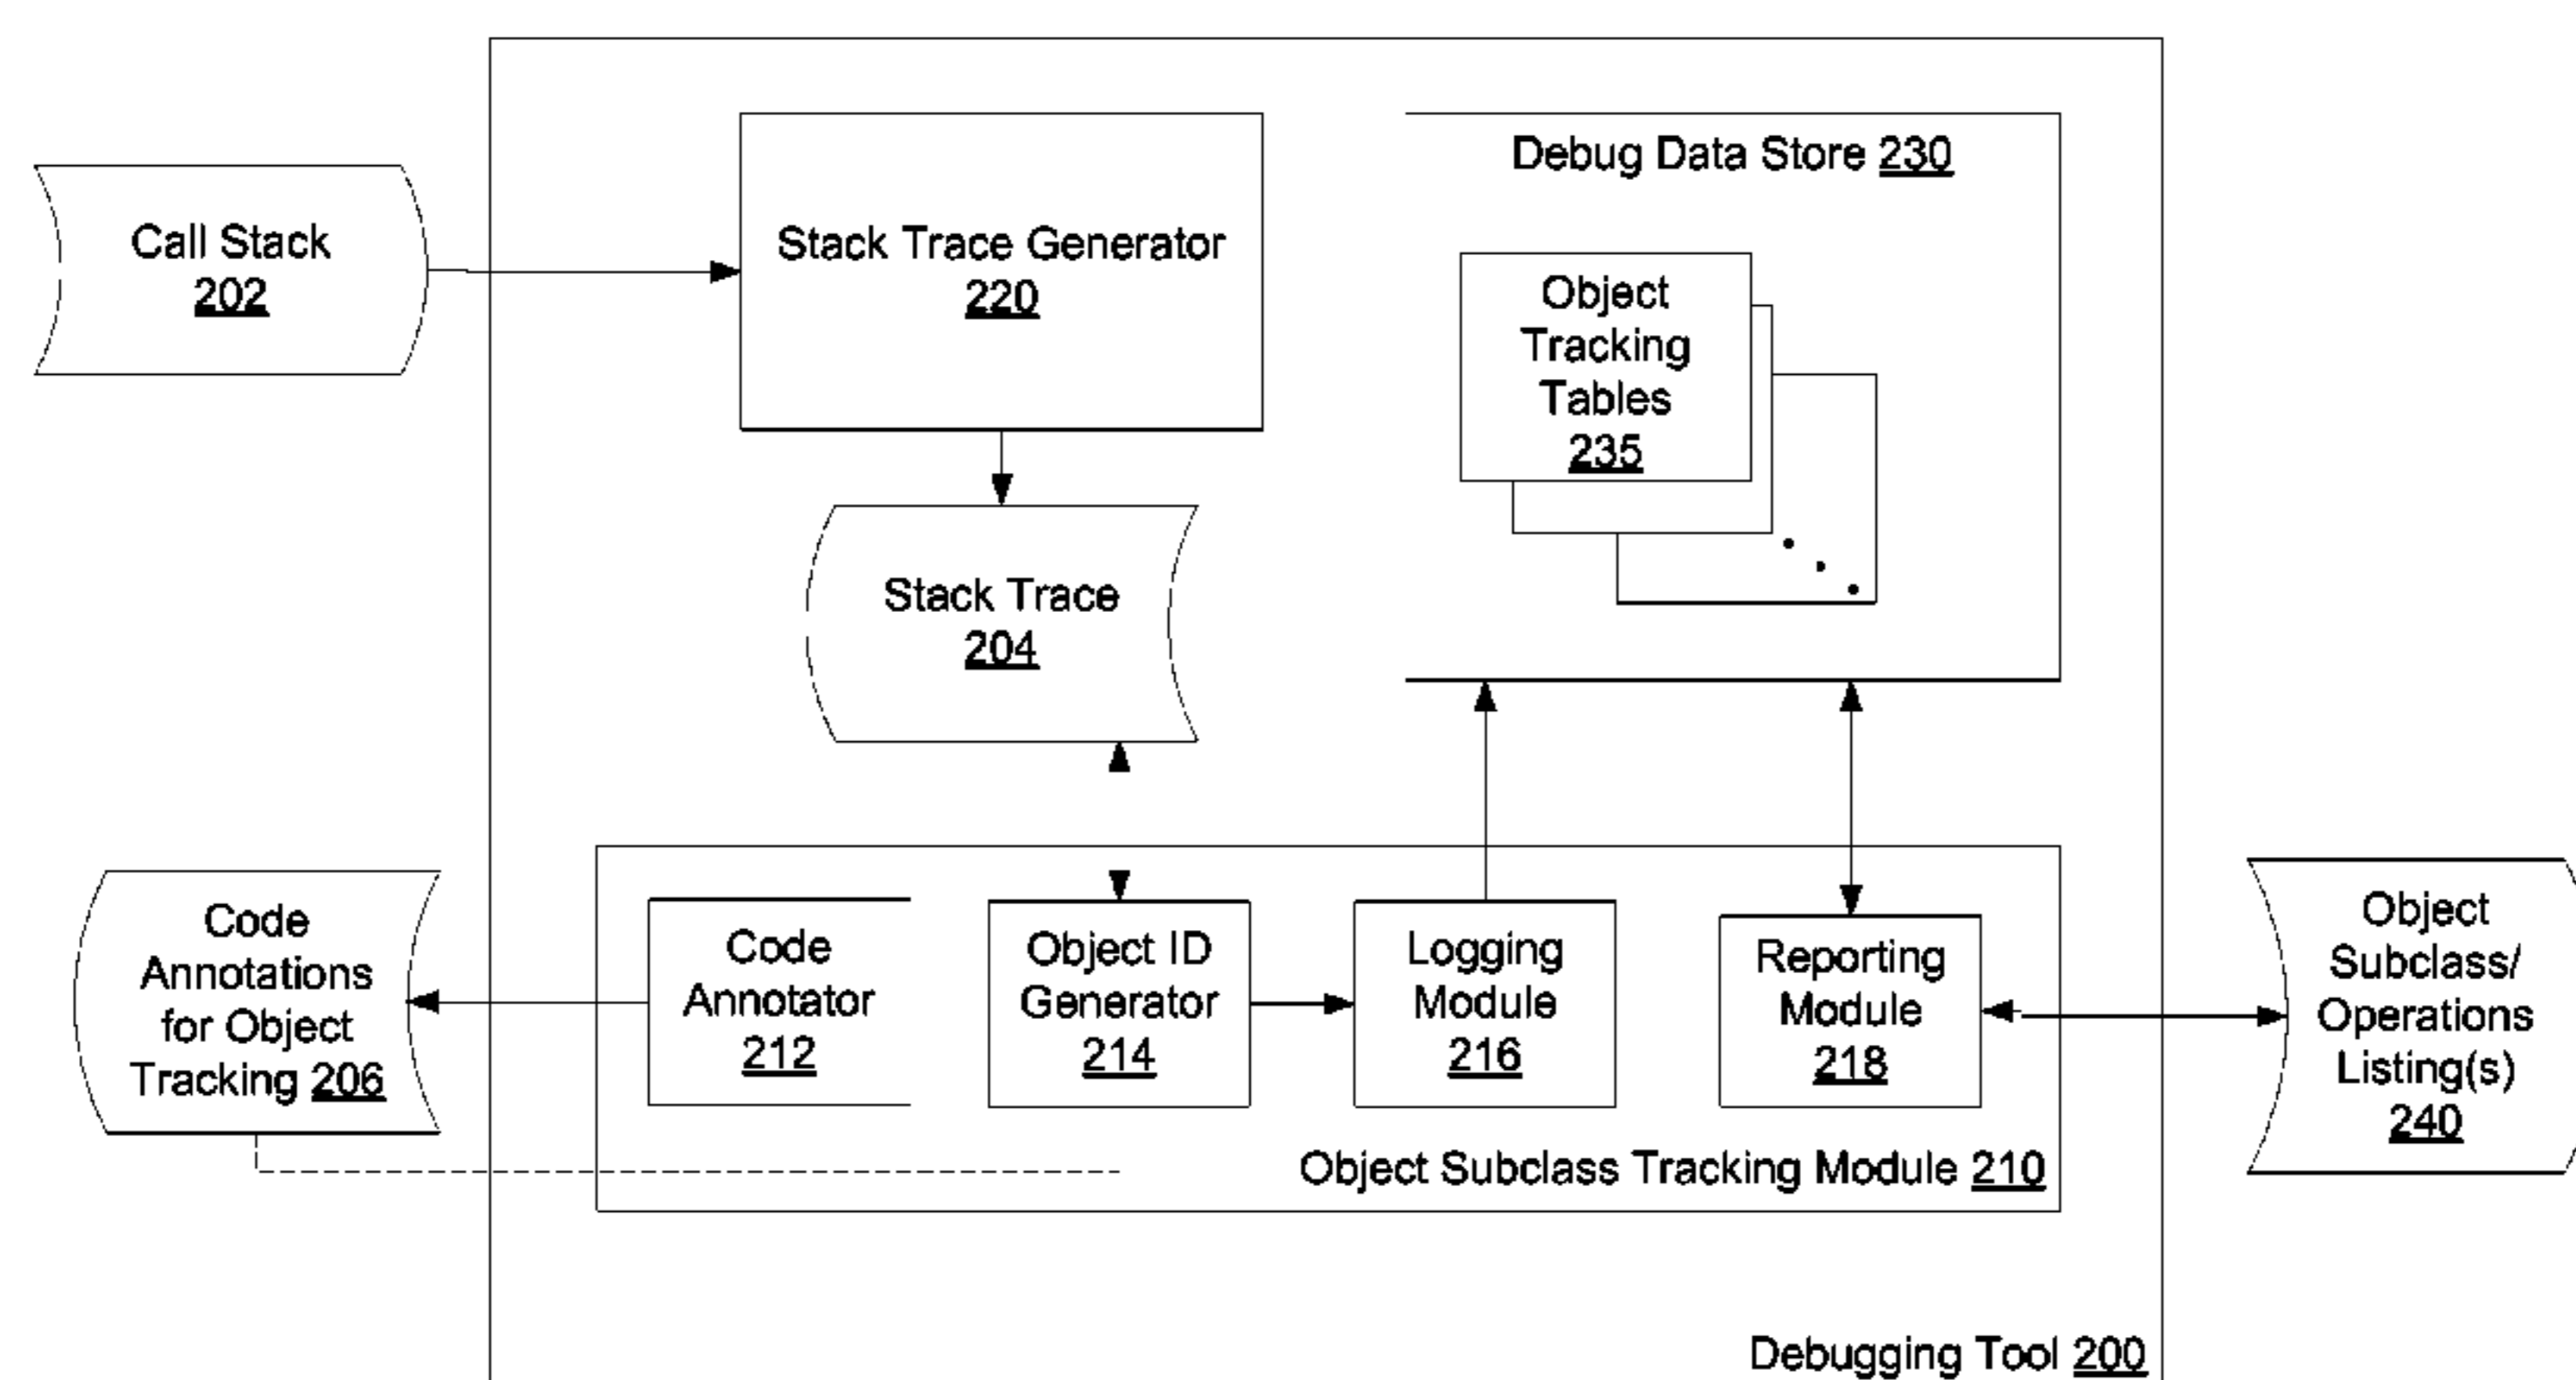 Debug Data Store 230
Call Stack
202
Stack Trace Generator
220
Object
Tracking
Tables
235
Stack Trace
204
Code
Annotations
for Object
Tracking 206
Code
Annotator
212
Object ID
Generator
214
Logging
Module
216
Reporting
Module
218
Object
Subclass/
Operations
Listing(s)
240
Object Subclass Tracking Module 210
Debugging Tool 200